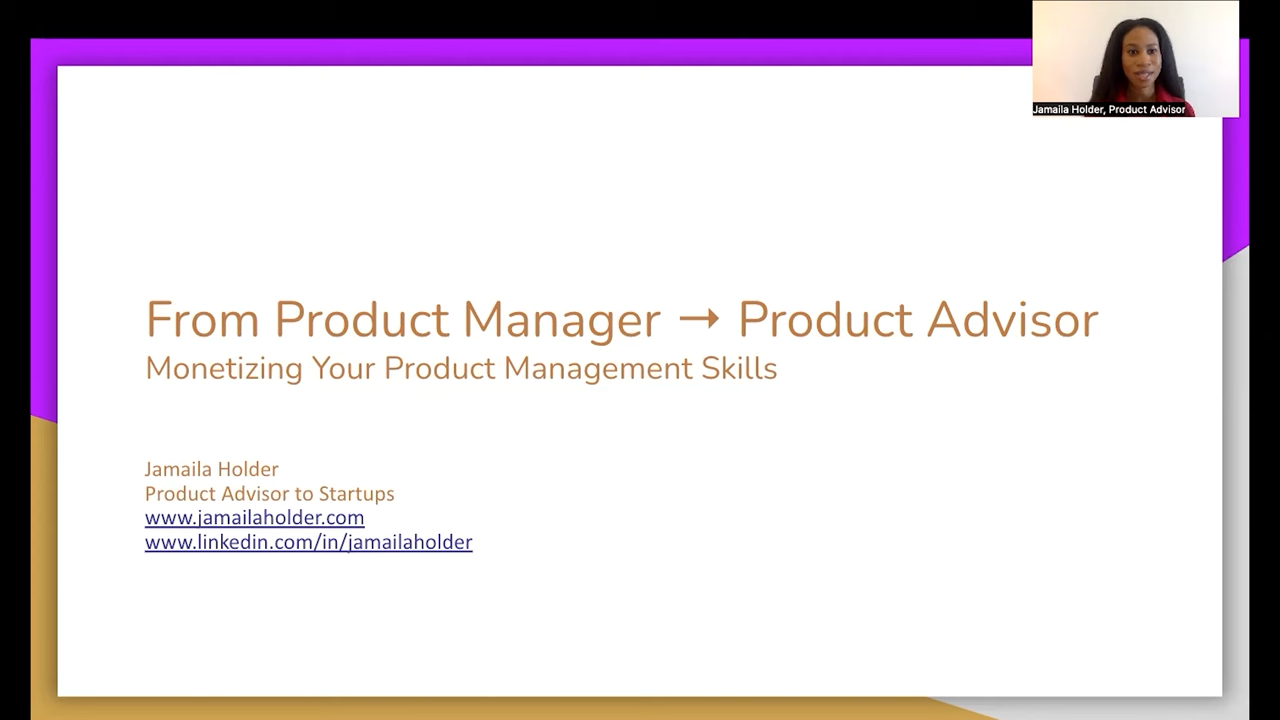 Jamaila Holder, Product Advisor
From Product Manager → Product Advisor
Monetizing Your Product Management Skills
Jamaila Holder
Product Advisor to Startups
www.jamailaholder.com
www.linkedin.com/in/jamailaholder